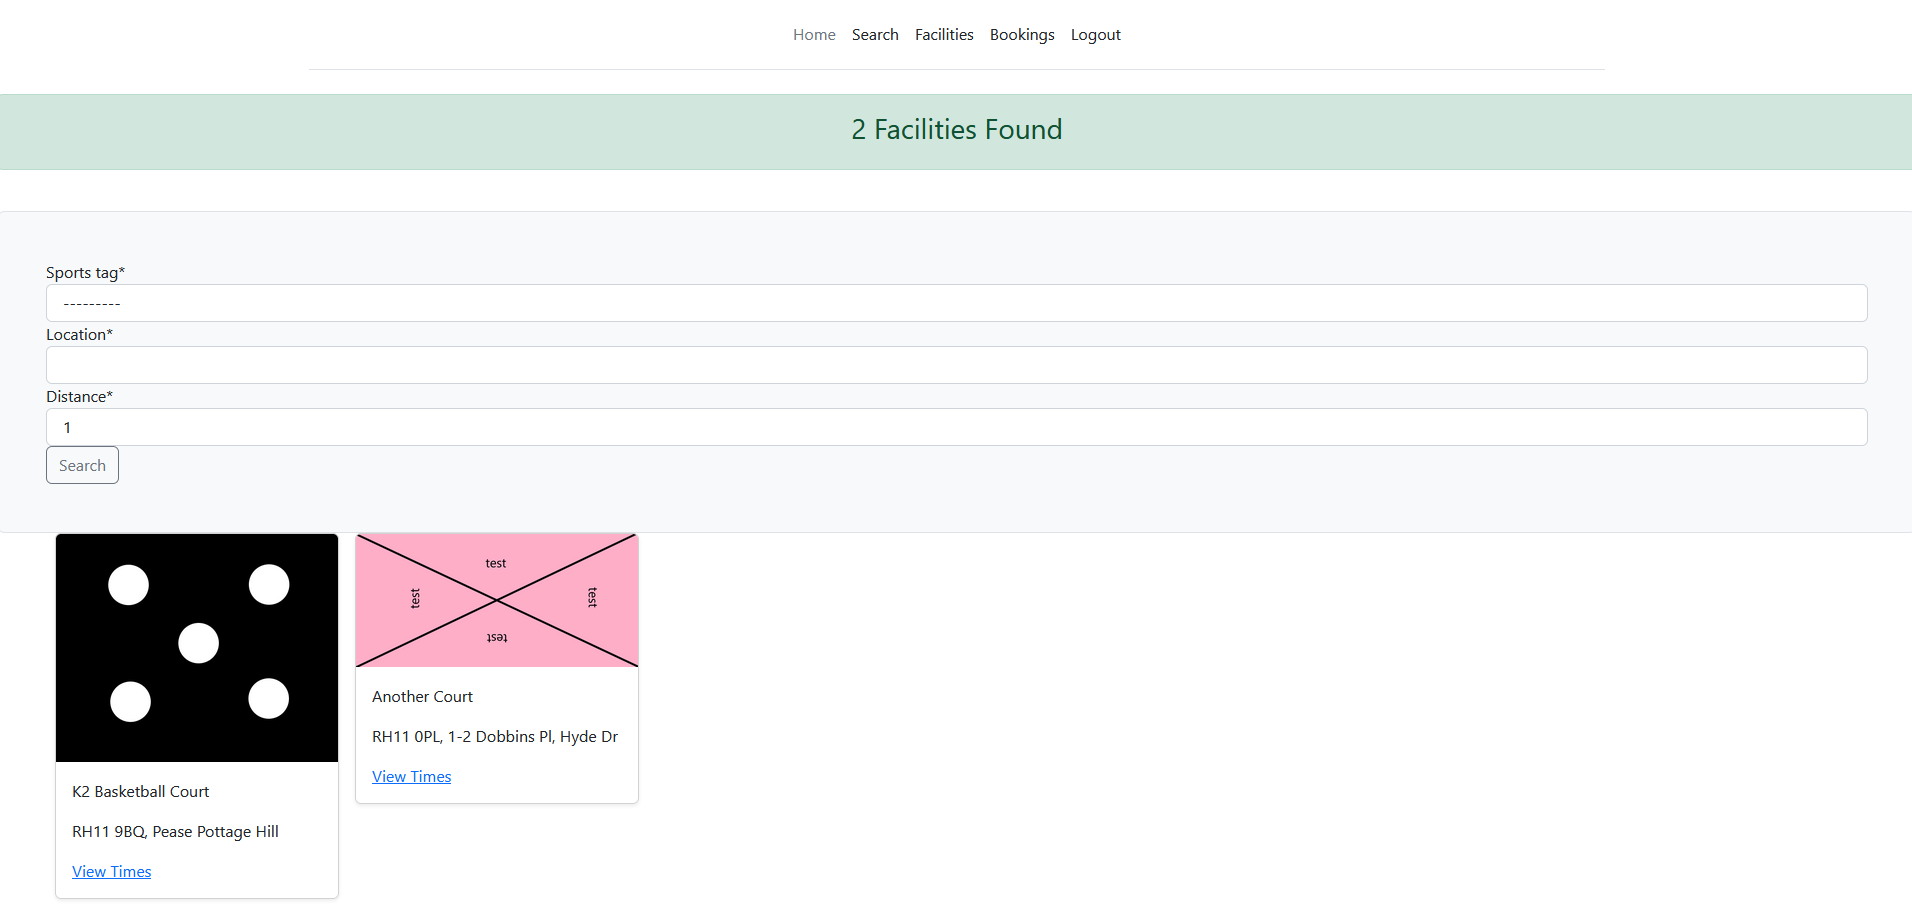 Home Search Facilities Bookings Logout
2 Facilities Found
Sports tag*
---------
Location*
Distance*
1
Search
K2 Basketball Court
RH11 9BQ, Pease Pottage Hill
View Times
test
test
test
test
Another Court
RH11 0PL, 1-2 Dobbins Pl, Hyde Dr
View Times